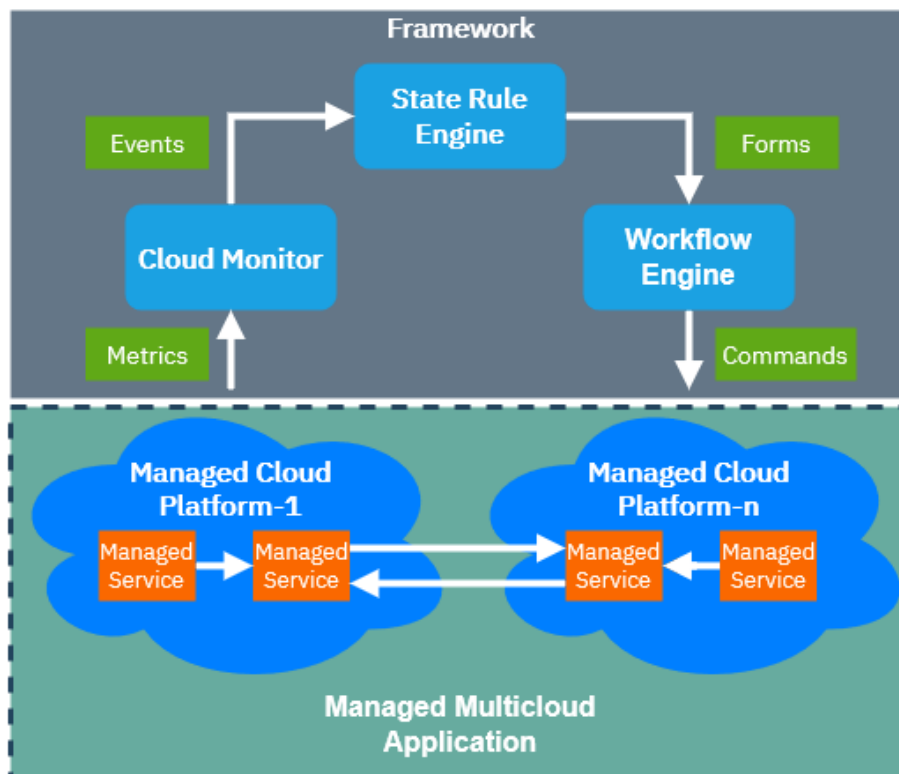 Framework
State Rule
Engine
Events
Forms
Cloud Monitor
Workflow
Engine
Metrics
Commands
Managed Cloud
Platform-1
Managed Cloud
Platform-n
Managed
Service
Managed
Service
Managed
Service
Managed
Service
Managed Multicloud
Application